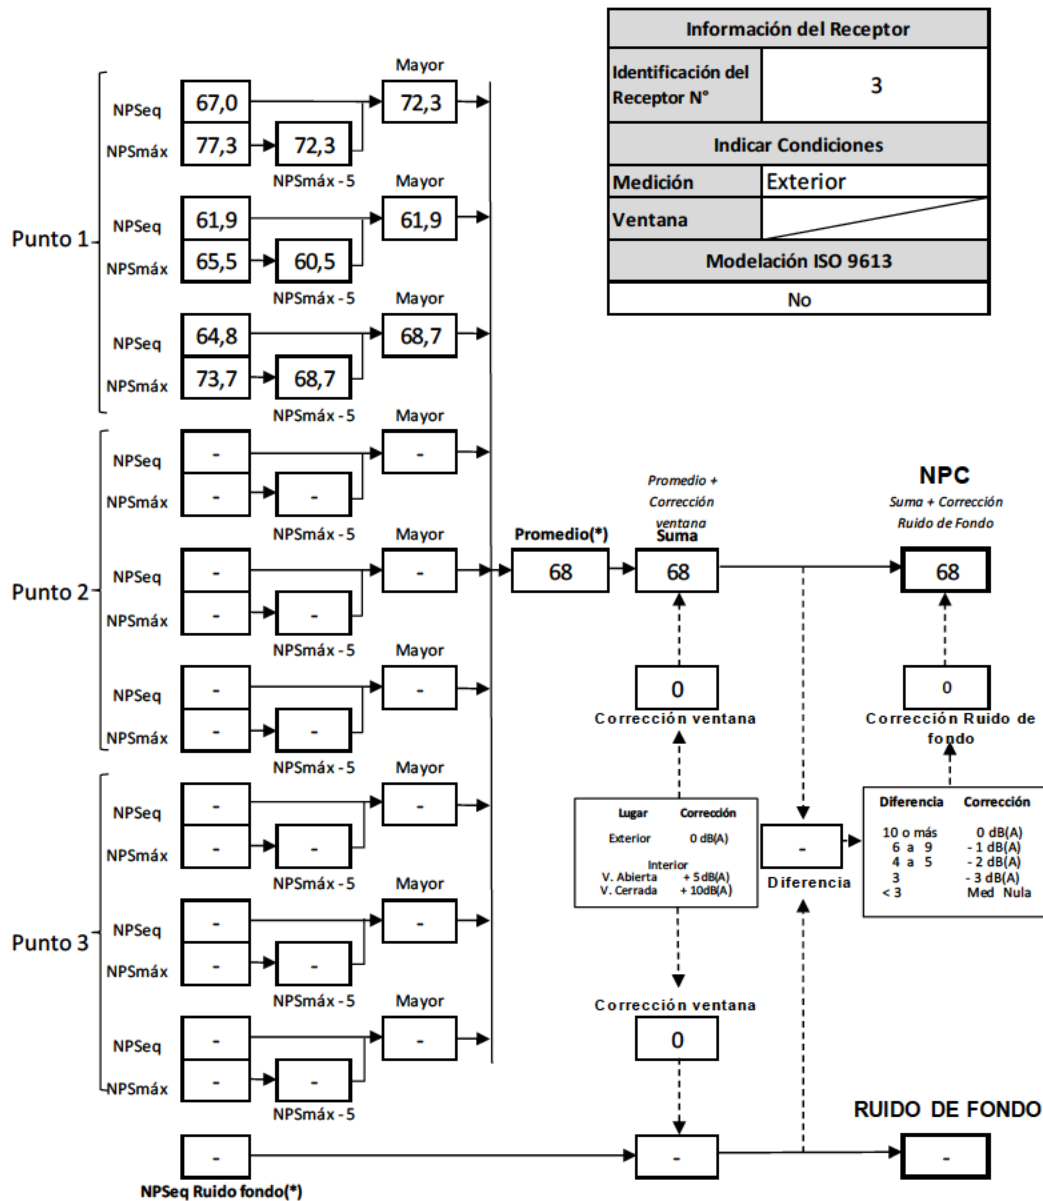 Información del Receptor
Identificación del
Receptor N°
3
Indicar Condiciones
Medición Exterior
Ventana
Modelación ISO 9613
No
Punto 1
Mayor
NPSeq 67,0 72,3
NPSmáx 77,3 72,3
NPSmáx - 5
Mayor
NPSeq 61,9 61,9
NPSmáx 65,5 60,5
NPSmáx - 5
Mayor
NPSeq 64,8 68,7
NPSmáx 73,7 68,7
NPSmáx - 5
Punto 2
Mayor
NPSeq - -
NPSmáx - -
NPSmáx - 5
Mayor
NPSeq - -
NPSmáx - -
NPSmáx - 5
Mayor
NPSeq - -
NPSmáx - -
NPSmáx - 5
Punto 3
Mayor
NPSeq - -
NPSmáx - -
NPSmáx - 5
Mayor
NPSeq - -
NPSmáx - -
NPSmáx - 5
Mayor
NPSeq - -
NPSmáx - -
NPSmáx - 5
-
NPSeq Ruido fondo(*)
Promedio(*)
68
Promedio +
Corrección
ventana
Suma
68
0
Corrección ventana
Lugar Corrección
Exterior 0 dB(A)
Interior
V. Abierta + 5 dB(A)
V. Cerrada + 10dB(A)
Corrección ventana
0
-
-
Diferencia
NPC
Suma + Corrección
Ruido de Fondo
68
0
Corrección Ruido de
fondo
Diferencia Corrección
10 o más 0 dB(A)
6 a 9 - 1 dB(A)
4 a 5 - 2 dB(A)
3 - 3 dB(A)
< 3 Med Nula
RUIDO DE FONDO
-